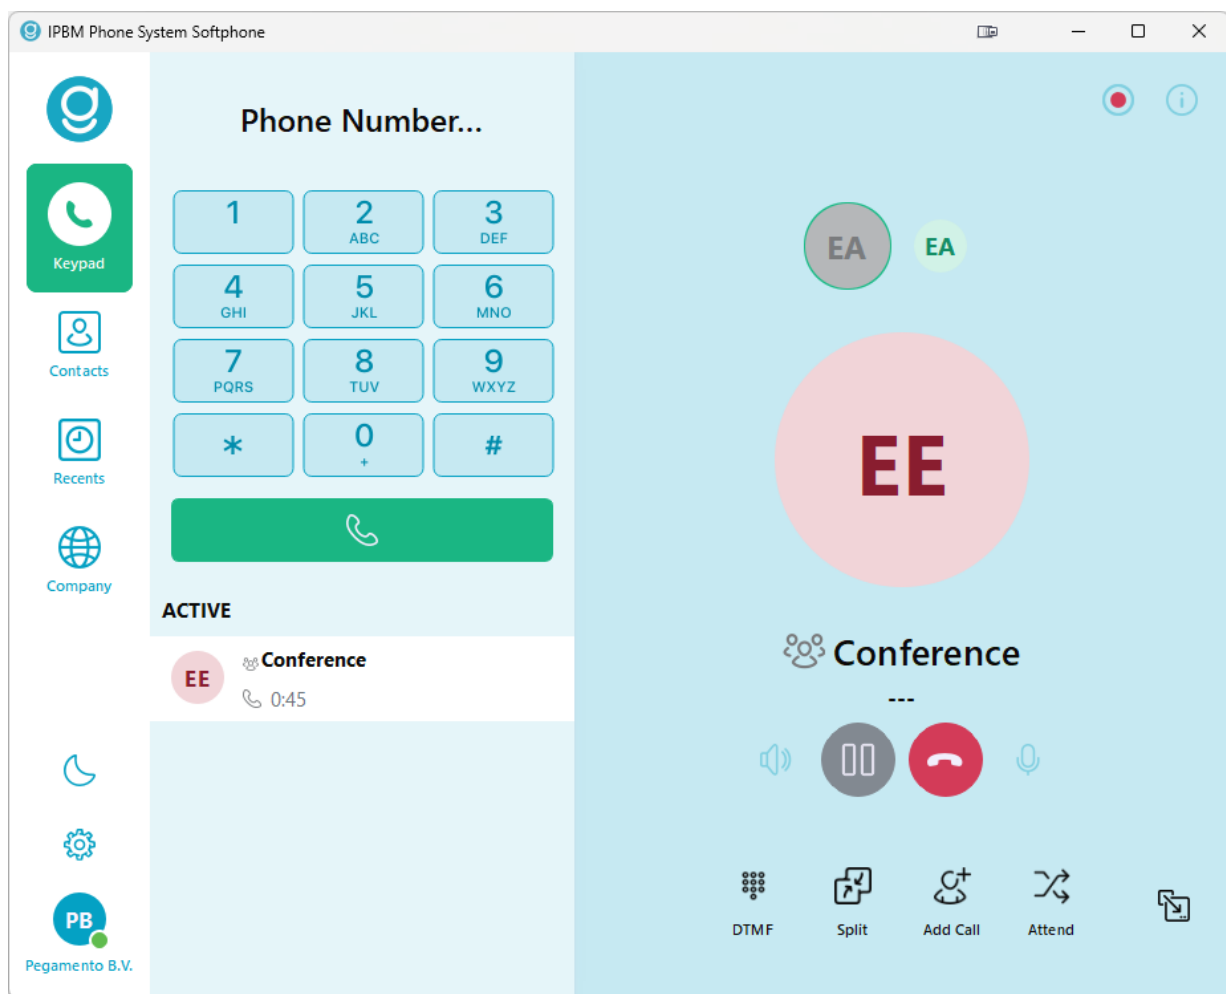 IPBM Phone System Softphone
Keypad
Contacts
Recents
Company
PB
Pegamento B.V.
Phone Number...
1
2
ABC
3
DEF
4
GHI
5
JKL
6
MNO
7
PQRS
8
TUV
9
WXYZ
*
0
+
#
ACTIVE
EE
Conference
0:45
EA
EA
EE
Conference
---
DTMF
Split
Add Call
Attend